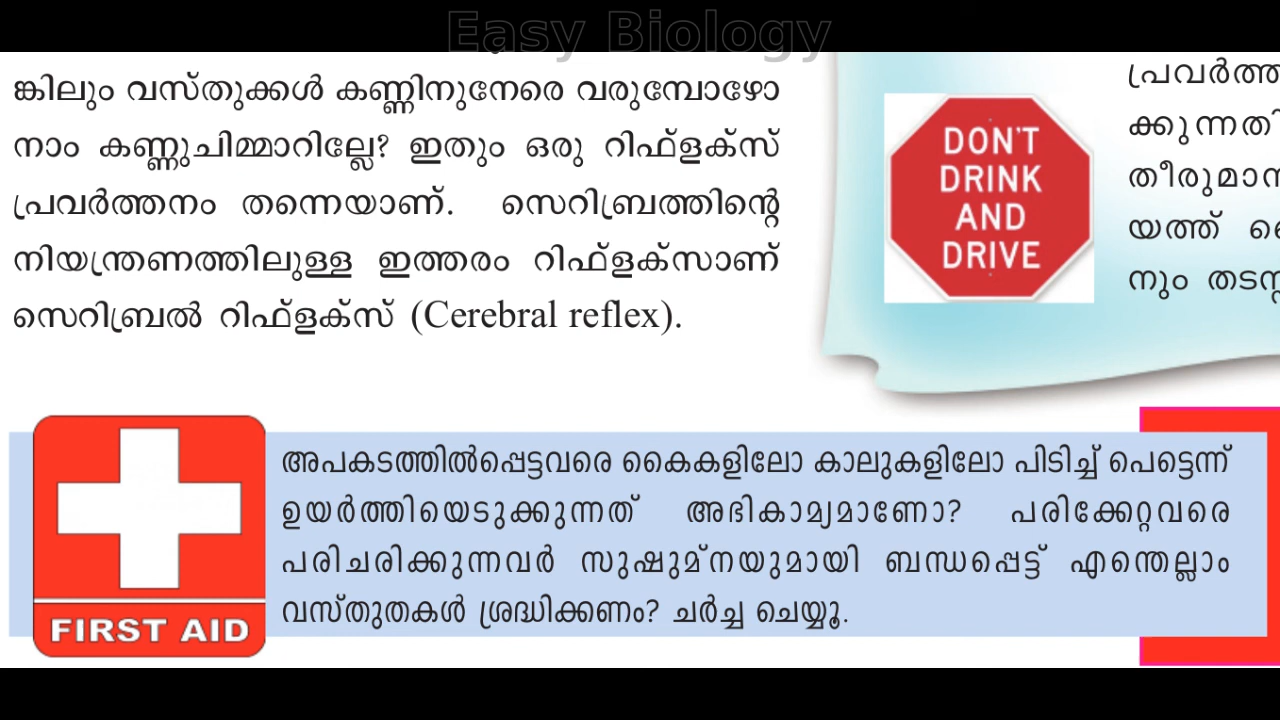 Easy Biology
ങ്കിലും വസ്തുക്കൾ കണ്ണിനുനേരെ വരുമ്പോഴോ
നാം കണ്ണുചിമ്മാറില്ലേ? ഇതും ഒരു റിഫ്ളക്സ്
പ്രവർത്തനം തന്നെയാണ്. സെറിബ്രത്തിന്റെ
നിയന്ത്രണത്തിലുള്ള ഇത്തരം റിഫ്ളക്സാണ്
സെറിബ്രൽ റിഫ്ളക്സ് (Cerebral reflex).
DON'T
DRINK
AND
DRIVE
ക്കുന്നതി
യത്ത്
നും
FIRST AID
അപകടത്തിൽപ്പെട്ടവരെ കൈകളിലോ കാലുകളിലോ പിടിച്ച് പെട്ടെന്ന്
ഉയർത്തിയെടുക്കുന്നത് അഭികാമ്യമാണോ? പരിക്കേറ്റവരെ
പരിചരിക്കുന്നവർ സുഷുമ്നയുമായി ബന്ധപ്പെട്ട് എന്തെല്ലാം
വസ്തുതകൾ ശ്രദ്ധിക്കണം? ചർച്ച ചെയ്യൂ.